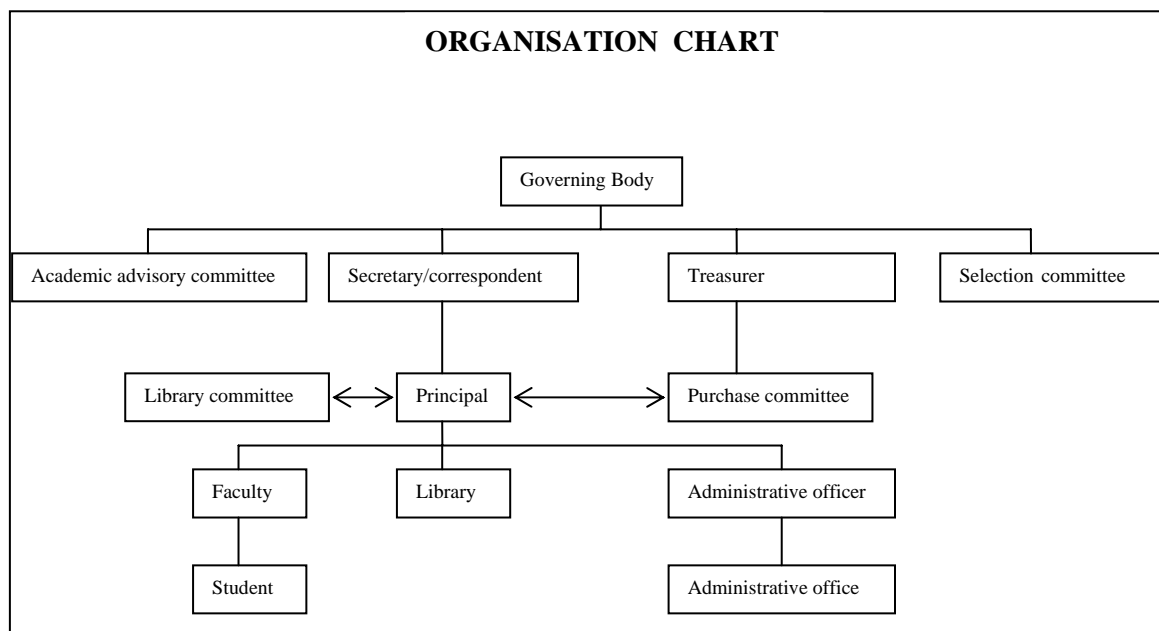 ORGANISATION CHART
Governing Body
Academic advisory committee
Secretary/correspondent
Treasurer
Selection committee
Library committee
Principal
Purchase committee
Faculty
Library
Administrative officer
Student
Administrative office